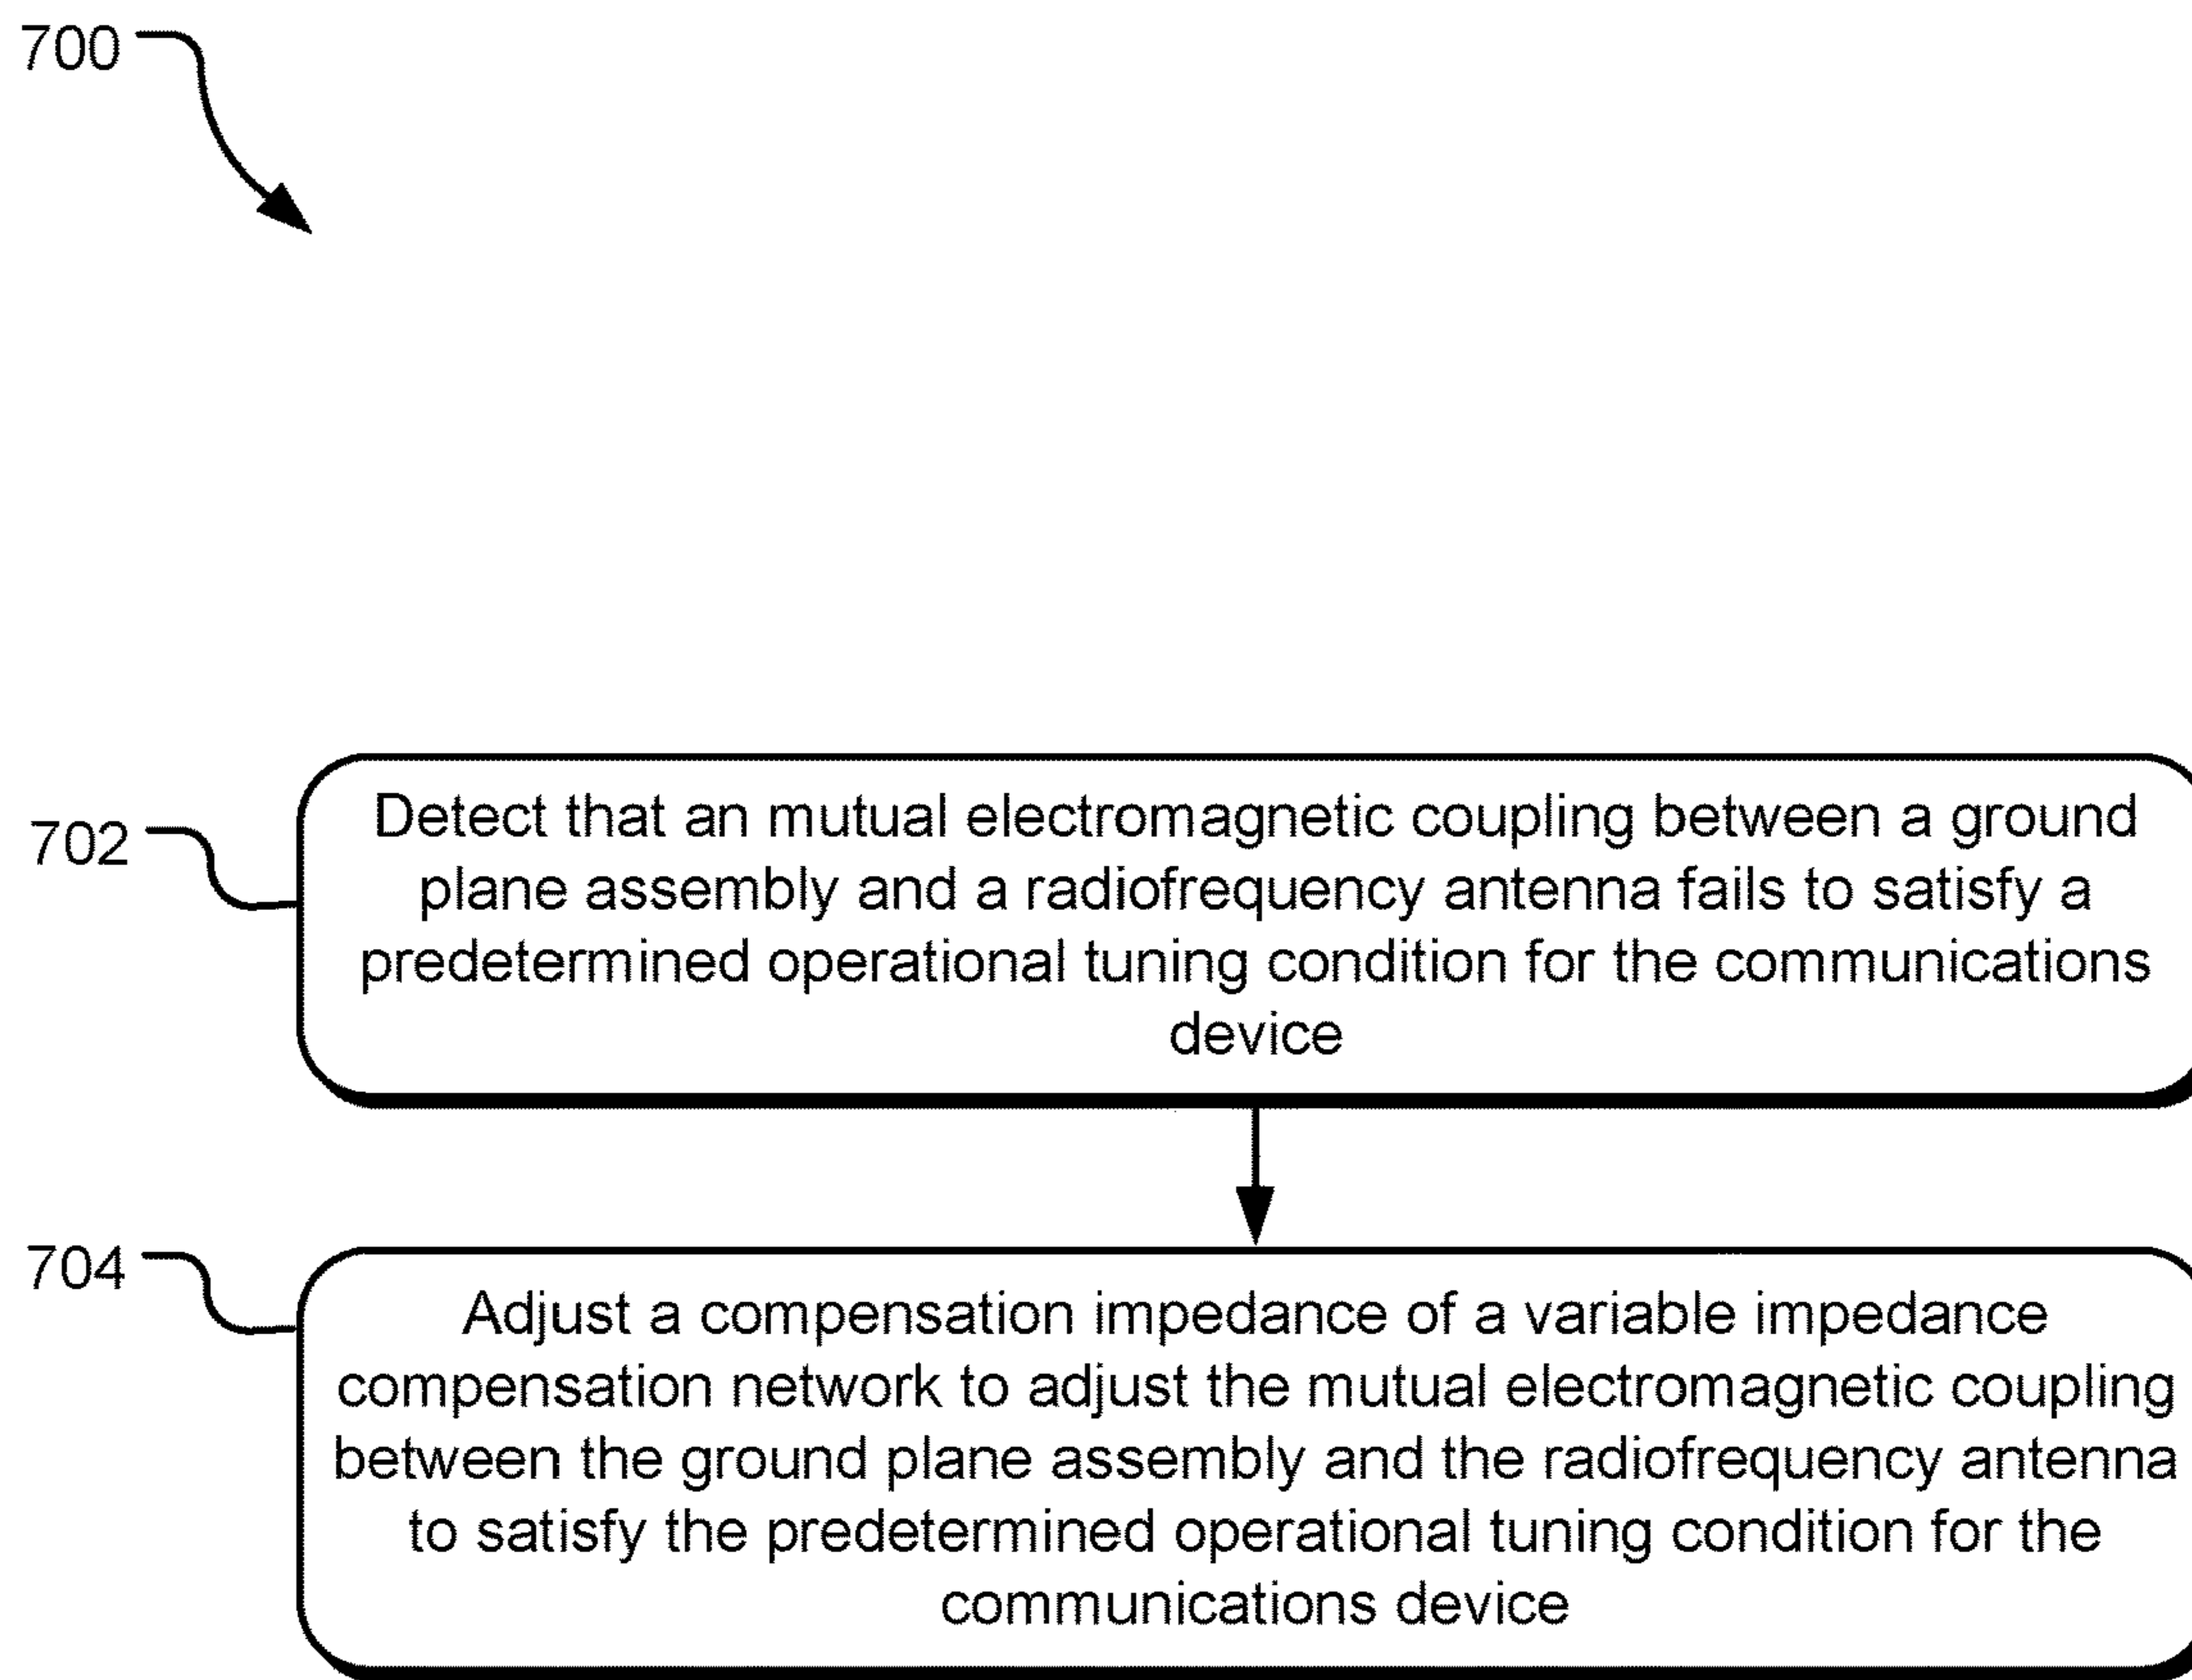 700
702
Detect that an mutual electromagnetic coupling between a ground
plane assembly and a radiofrequency antenna fails to satisfy a
predetermined operational tuning condition for the communications
device
704
Adjust a compensation impedance of a variable impedance
compensation network to adjust the mutual electromagnetic coupling
between the ground plane assembly and the radiofrequency antenna
to satisfy the predetermined operational tuning condition for the
communications device